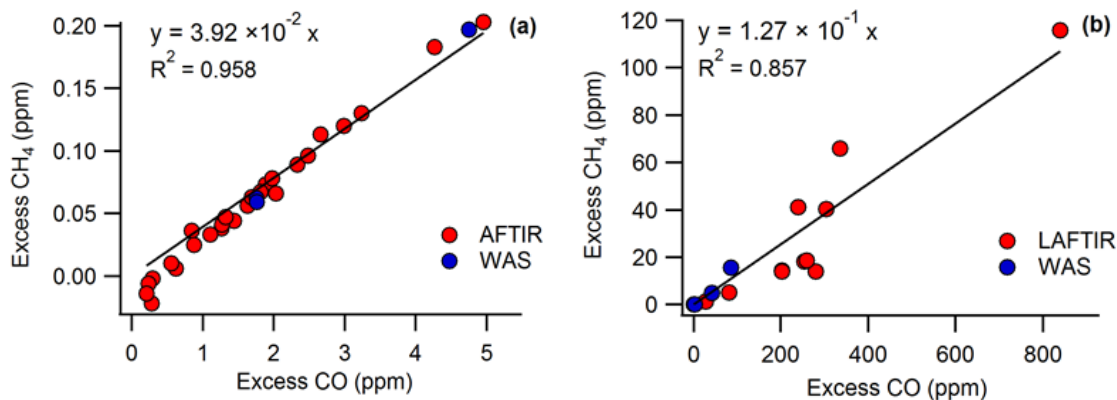 (a)
y = 3.92 ×10⁻² x
R² = 0.958
Excess CH₄ (ppm)
0.20
0.15
0.10
0.05
0.00
AFTIR
WAS
0 1 2 3 4 5
Excess CO (ppm)
(b)
y = 1.27 × 10⁻¹ x
R² = 0.857
Excess CH₄ (ppm)
120
100
80
60
40
20
0
LAFTIR
WAS
0 200 400 600 800
Excess CO (ppm)